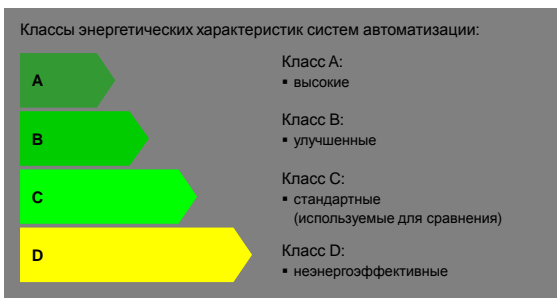 Классы энергетических характеристик систем автоматизации:
A
Класс A:
▪ высокие
B
Класс B:
▪ улучшенные
C
Класс C:
▪ стандартные
(используемые для сравнения)
D
Класс D:
▪ неэнергоэффективные